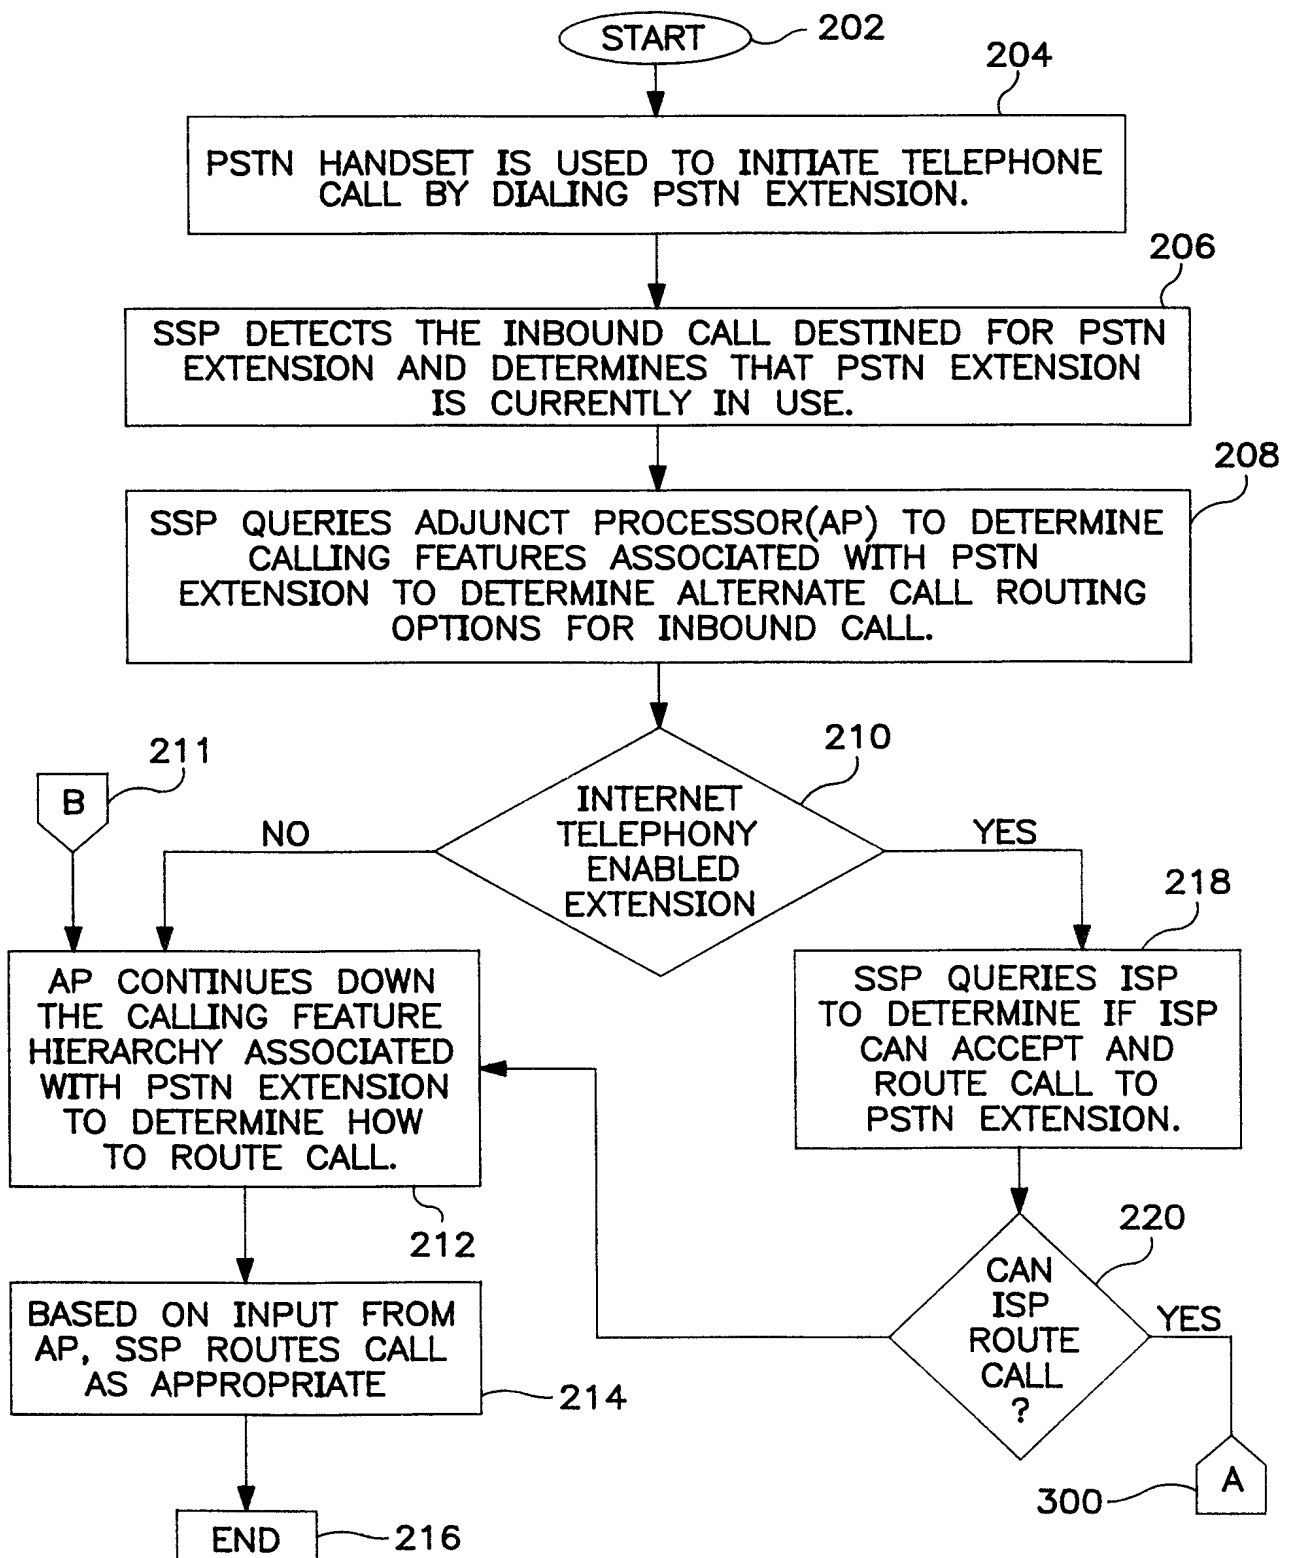 START
202
204
PSTN HANDSET IS USED TO INITIATE TELEPHONE
CALL BY DIALING PSTN EXTENSION.
206
SSP DETECTS THE INBOUND CALL DESTINED FOR PSTN
EXTENSION AND DETERMINES THAT PSTN EXTENSION
IS CURRENTLY IN USE.
208
SSP QUERIES ADJUNCT PROCESSOR(AP) TO DETERMINE
CALLING FEATURES ASSOCIATED WITH PSTN
EXTENSION TO DETERMINE ALTERNATE CALL ROUTING
OPTIONS FOR INBOUND CALL.
210
INTERNET
TELEPHONY
ENABLED
EXTENSION
211
B
NO
YES
AP CONTINUES DOWN
THE CALLING FEATURE
HIERARCHY ASSOCIATED
WITH PSTN EXTENSION
TO DETERMINE HOW
TO ROUTE CALL.
212
218
SSP QUERIES ISP
TO DETERMINE IF ISP
CAN ACCEPT AND
ROUTE CALL TO
PSTN EXTENSION.
220
CAN
ISP
ROUTE
CALL
?
YES
BASED ON INPUT FROM
AP, SSP ROUTES CALL
AS APPROPRIATE
214
A
300
END
216